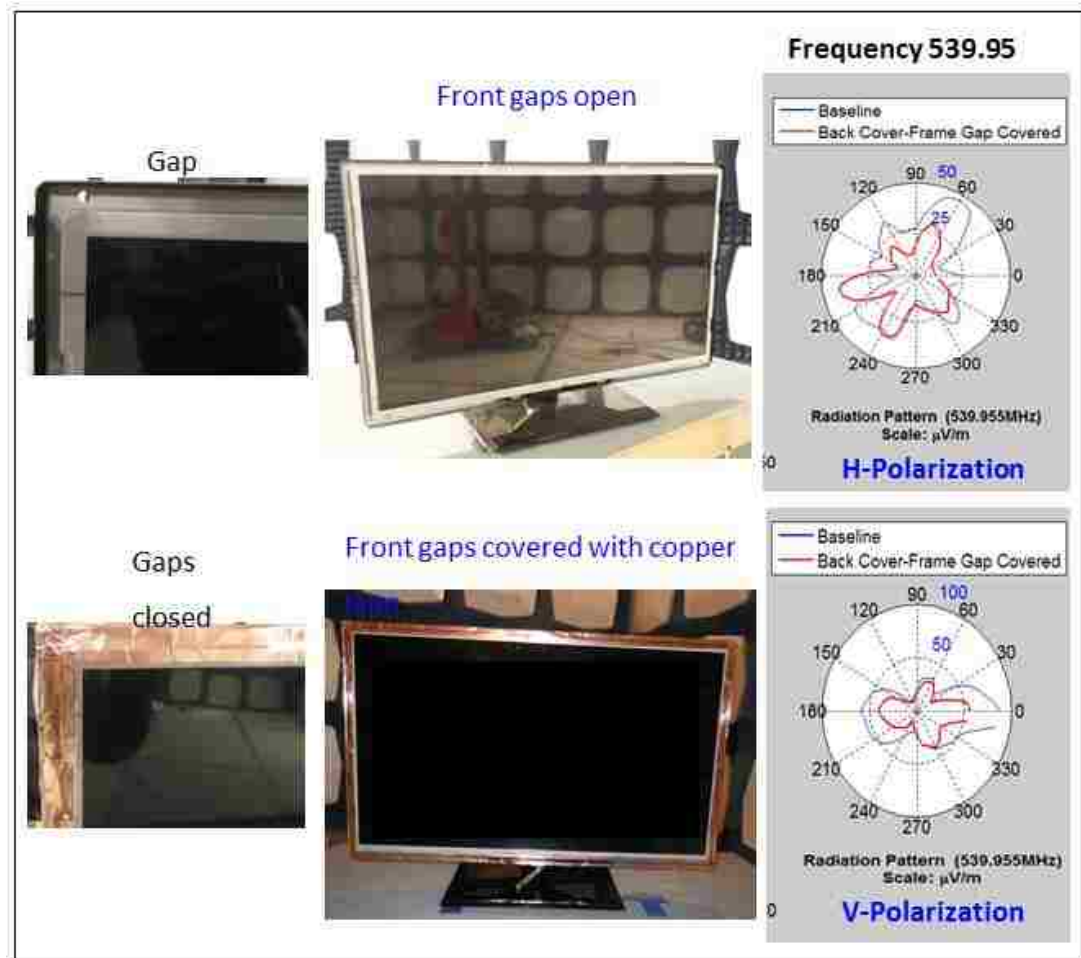 Frequency 539.95
Front gaps open
Gap
Baseline
Back Cover-Frame Gap Covered
90
50
120
60
25
150
30
180
0
210
330
240
300
270
Radiation Pattern (539.955MHz)
Scale: µV/m
H-Polarization
Front gaps covered with copper
Gaps
closed
Baseline
Back Cover-Frame Gap Covered
90
100
120
60
50
150
30
180
0
210
330
240
300
270
Radiation Pattern (539.955MHz)
Scale: µV/m
V-Polarization